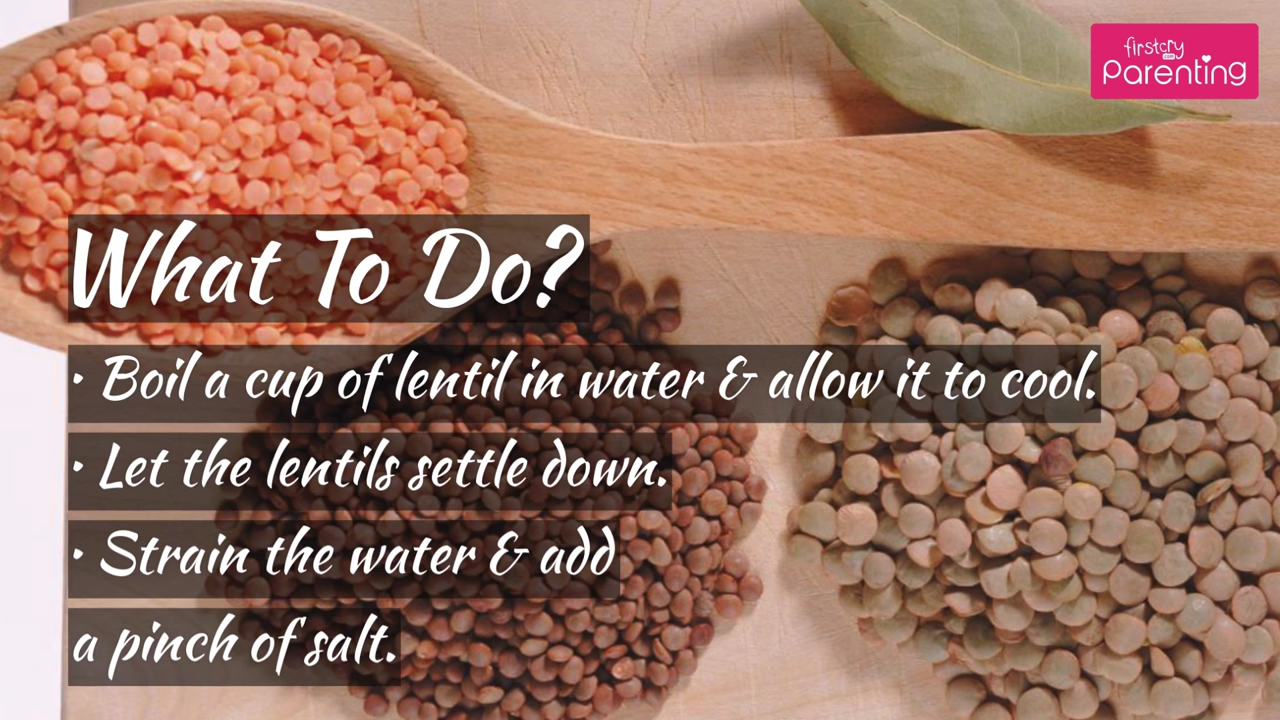 firstcry
.com
Parenting
What To Do?
• Boil a cup of lentil in water & allow it to cool.
• Let the lentils settle down.
• Strain the water & add
a pinch of salt.